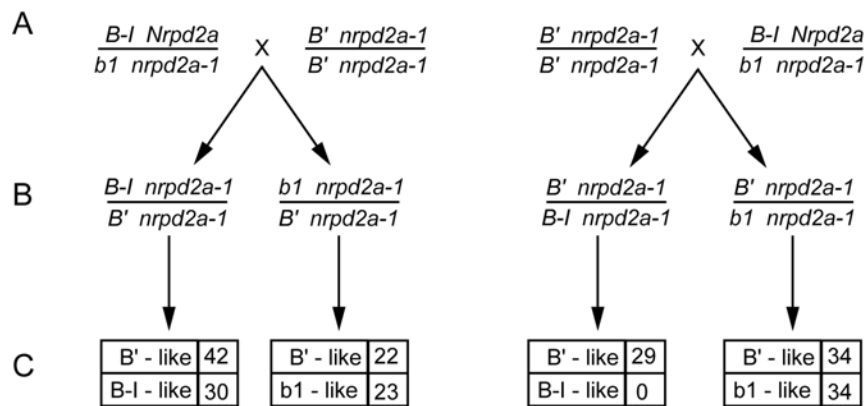 A
B-I Nrpd2a
b1 nrpd2a-1
X
B' nrpd2a-1
B' nrpd2a-1
B' nrpd2a-1
B' nrpd2a-1
X
B-I Nrpd2a
b1 nrpd2a-1
B
B-I nrpd2a-1
B' nrpd2a-1
b1 nrpd2a-1
B' nrpd2a-1
B' nrpd2a-1
B-I nrpd2a-1
B' nrpd2a-1
b1 nrpd2a-1
C
B' - like 42
B-I - like 30
B' - like 22
b1 - like 23
B' - like 29
B-I - like 0
B' - like 34
b1 - like 34